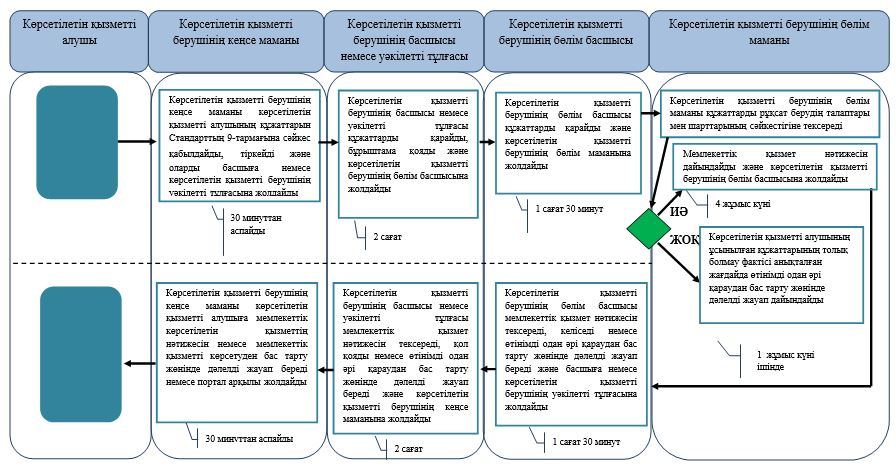 Көрсетілетін қызметті
алушы
Көрсетілетін қызметті
берушінің кеңсе маманы
Көрсетілетін қызметті
берушінің басшысы
немесе уәкілетті тұлғасы
Көрсетілетін қызметті
берушінің бөлім басшысы
Көрсетілетін қызметті берушінің бөлім
маманы
Көрсетілетін қызметті берушінің
кеңсе маманы көрсетілетін
қызметті алушының құжаттарын
Стандарттың 9-тармағына сәйкес
қабылдайды, тіркейді және
оларды басшыға немесе
көрсетілетін қызметті берушінің
уәкілетті тұлғасына жолдайды
30 минуттан
аспайды
Көрсетілетін қызметті
берушінің басшысы немесе
уәкілетті тұлғасы
құжаттарды қарайды,
бұрыштама қояды және
көрсетілетін қызметті
берушінің бөлім басшысына
жолдайды
2 сағат
Көрсетілетін қызметті
берушінің бөлім басшысы
құжаттарды қарайды және
көрсетілетін қызметті
берушінің бөлім маманына
жолдайды
1 сағат 30 минут
Көрсетілетін қызметті берушінің бөлім
маманы құжаттарды рұқсат берудің талаптары
мен шарттарының сәйкестігіне тексереді
Мемлекеттік қызмет нәтижесін
дайындайды және көрсетілетін қызметті
берушінің бөлім басшысына жолдайды
4 жұмыс күні
ИӘ
ЖОҚ
Көрсетілетін қызметті алушының
ұсынылған құжаттарының толық
болмау фактісі анықталған
жағдайда өтінімді одан әрі
қараудан бас тарту жөнінде
дәлелді жауап дайындайды
1 жұмыс күні
ішінде
Көрсетілетін қызметті берушінің
кеңсе маманы көрсетілетін
қызметті алушыға мемлекеттік
көрсетілетін қызметтің
нәтижесін немесе мемлекеттік
қызметті көрсетуден бас тарту
жөнінде дәлелді жауап береді
немесе портал арқылы жолдайды
30 минуттан аспайды
Көрсетілетін қызметті
берушінің басшысы немесе
уәкілетті тұлғасы
мемлекеттік қызмет
нәтижесін тексереді, қол
қояды немесе өтінімді одан
әрі қараудан бас тарту
жөнінде дәлелді жауап
береді және көрсетілетін
қызметті берушінің кеңсе
маманына жолдайды
2 сағат
Көрсетілетін қызметті
берушінің бөлім басшысы
мемлекеттік қызмет нәтижесін
тексереді, келіседі немесе
өтінімді одан әрі қараудан бас
тарту жөнінде дәлелді жауап
береді және басшыға немесе
көрсетілетін қызметті
берушінің уәкілетті тұлғасына
жолдайды
1 сағат 30 минут